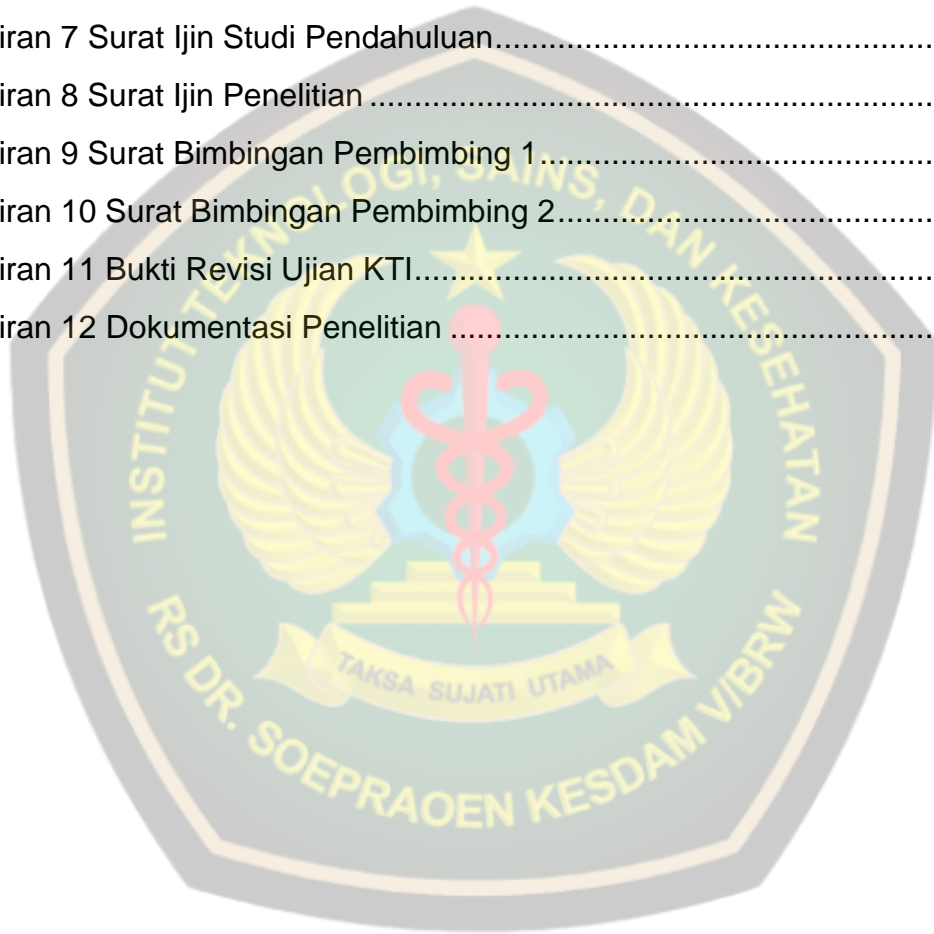 iran 7 Surat Ijin Studi Pendahuluan................................................
iran 8 Surat Ijin Penelitian ..............................................................
iran 9 Surat Bimbingan Pembimbing 1...........................................
iran 10 Surat Bimbingan Pembimbing 2.........................................
iran 11 Bukti Revisi Ujian KTI.........................................................
iran 12 Dokumentasi Penelitian .....................................................
INSTITUT TEKNOLOGI, SAINS, DAN KESEHATAN
TAKSA SUJATI UTAMA
RS DR. SOEPRAOEN KESDAM V/BRW